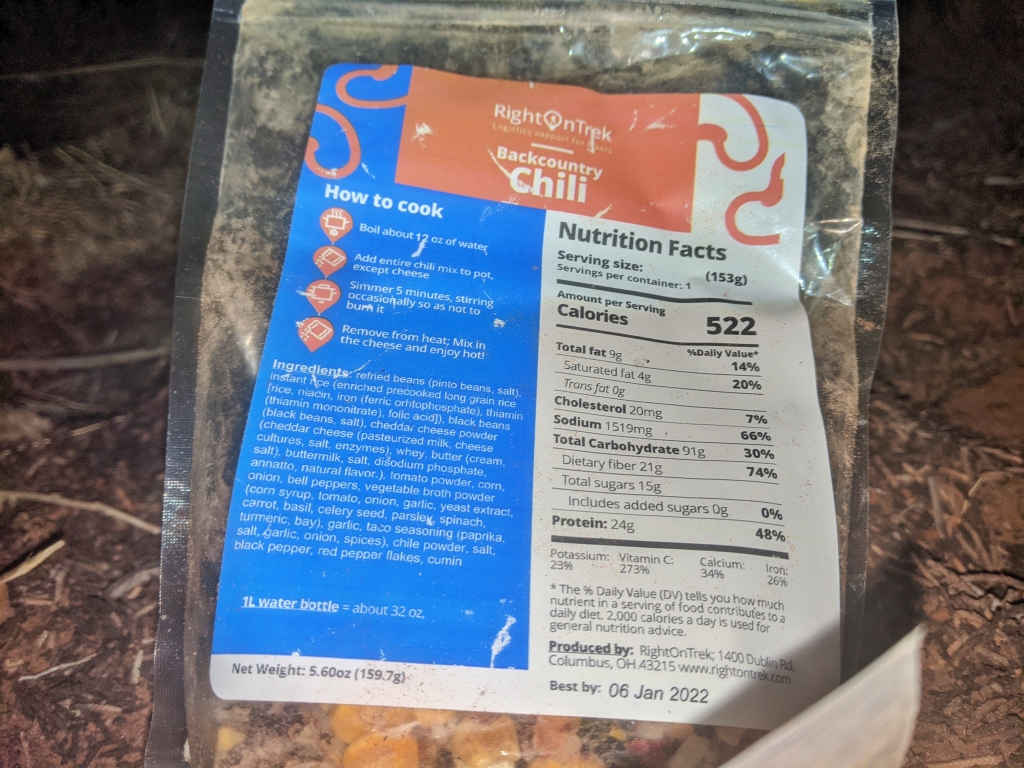 RightOnTrek
Logistics support for hikers
Backcountry
Chili
How to cook
Boil about 12 oz of water
Add entire chili mix to pot,
except cheese
Simmer 5 minutes, stirring
occasionally so as not to
burn it
Remove from heat; Mix in
the cheese and enjoy hot!
Ingredients: refried beans (pinto beans, salt),
instant rice (enriched precooked long grain rice
[rice, niacin, iron (ferric orhtophosphate), thiamin
(thiamin mononitrate), folic acid]), black beans
(black beans, salt), cheddar cheese powder
(cheddar cheese (pasteurized milk, cheese
cultures, salt, enzymes), whey, butter (cream,
salt), buttermilk, salt, disodium phosphate,
annatto, natural flavor.), tomato powder, corn,
onion, bell peppers, vegetable broth powder
(corn syrup, tomato, onion, garlic, yeast extract,
carrot, basil, celery seed, parsley, spinach,
turmeric, bay), garlic, taco seasoning (paprika,
salt, garlic, onion, spices), chile powder, salt,
black pepper, red pepper flakes, cumin
1L water bottle = about 32 oz.
Net Weight: 5.60oz (159.7g)
Nutrition Facts
Serving size: (153g)
Servings per container: 1
Amount per Serving
Calories 522
%Daily Value*
Total fat 9g 14%
Saturated fat 4g 20%
Trans fat 0g
Cholesterol 20mg 7%
Sodium 1519mg 66%
Total Carbohydrate 91g 30%
Dietary fiber 21g 74%
Total sugars 15g
Includes added sugars 0g 0%
Protein: 24g 48%
Potassium: Vitamin C: Calcium: Iron:
23% 273% 34% 26%
* The % Daily Value (DV) tells you how much
nutrient in a serving of food contributes to a
daily diet. 2,000 calories a day is used for
general nutrition advice.
Produced by: RightOnTrek; 1400 Dublin Rd,
Columbus, OH 43215 www.rightontrek.com
Best by: 06 Jan 2022